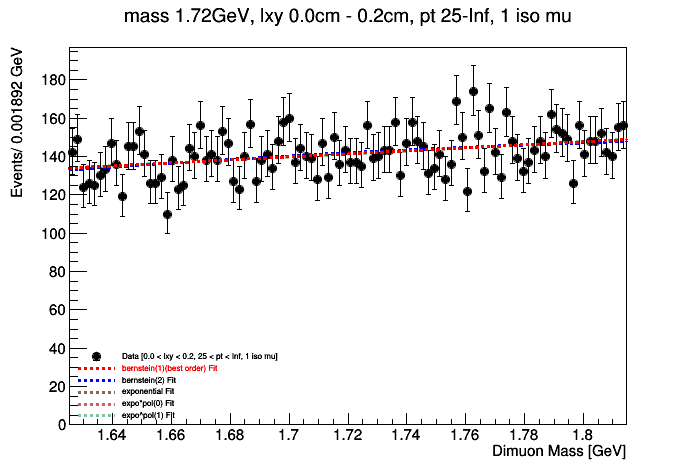 mass 1.72GeV, lxy 0.0cm - 0.2cm, pt 25-Inf, 1 iso mu
Events/ 0.001892 GeV
180
160
140
120
100
80
60
40
20
0
Data [0.0 < lxy < 0.2, 25 < pt < Inf, 1 iso mu]
bernstein(1)(best order) Fit
bernstein(2) Fit
exponential Fit
expo*pol(0) Fit
expo*pol(1) Fit
1.64 1.66 1.68 1.7 1.72 1.74 1.76 1.78 1.8
Dimuon Mass [GeV]